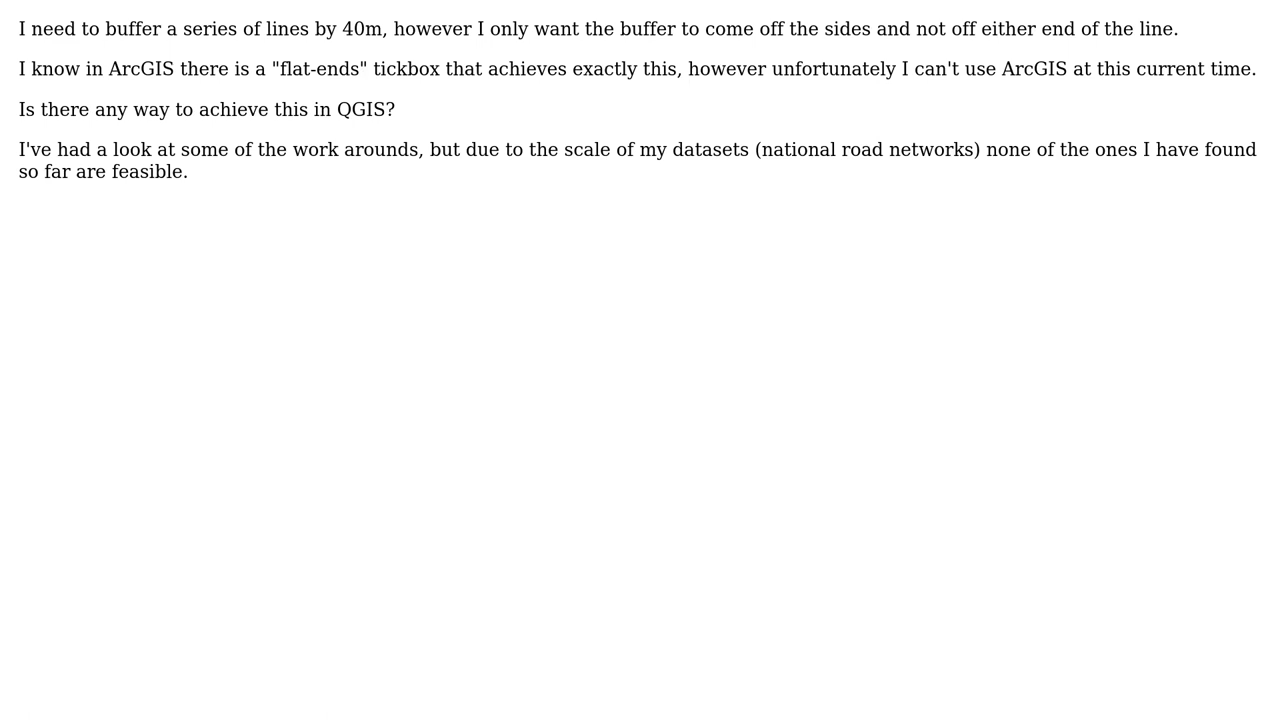 I need to buffer a series of lines by 40m, however I only want the buffer to come off the sides and not off either end of the line.
I know in ArcGIS there is a "flat-ends" tickbox that achieves exactly this, however unfortunately I can't use ArcGIS at this current time.
Is there any way to achieve this in QGIS?
I've had a look at some of the work arounds, but due to the scale of my datasets (national road networks) none of the ones I have found
so far are feasible.